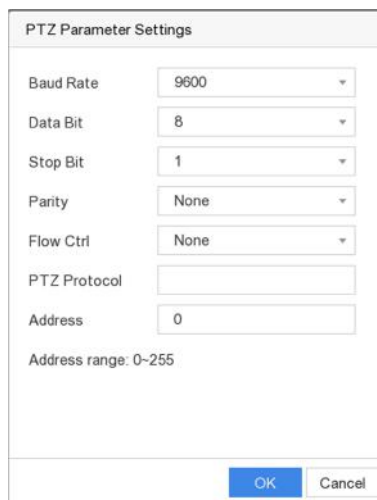 PTZ Parameter Settings
Baud Rate 9600
Data Bit 8
Stop Bit 1
Parity None
Flow Ctrl None
PTZ Protocol
Address 0
Address range: 0~255
OK Cancel